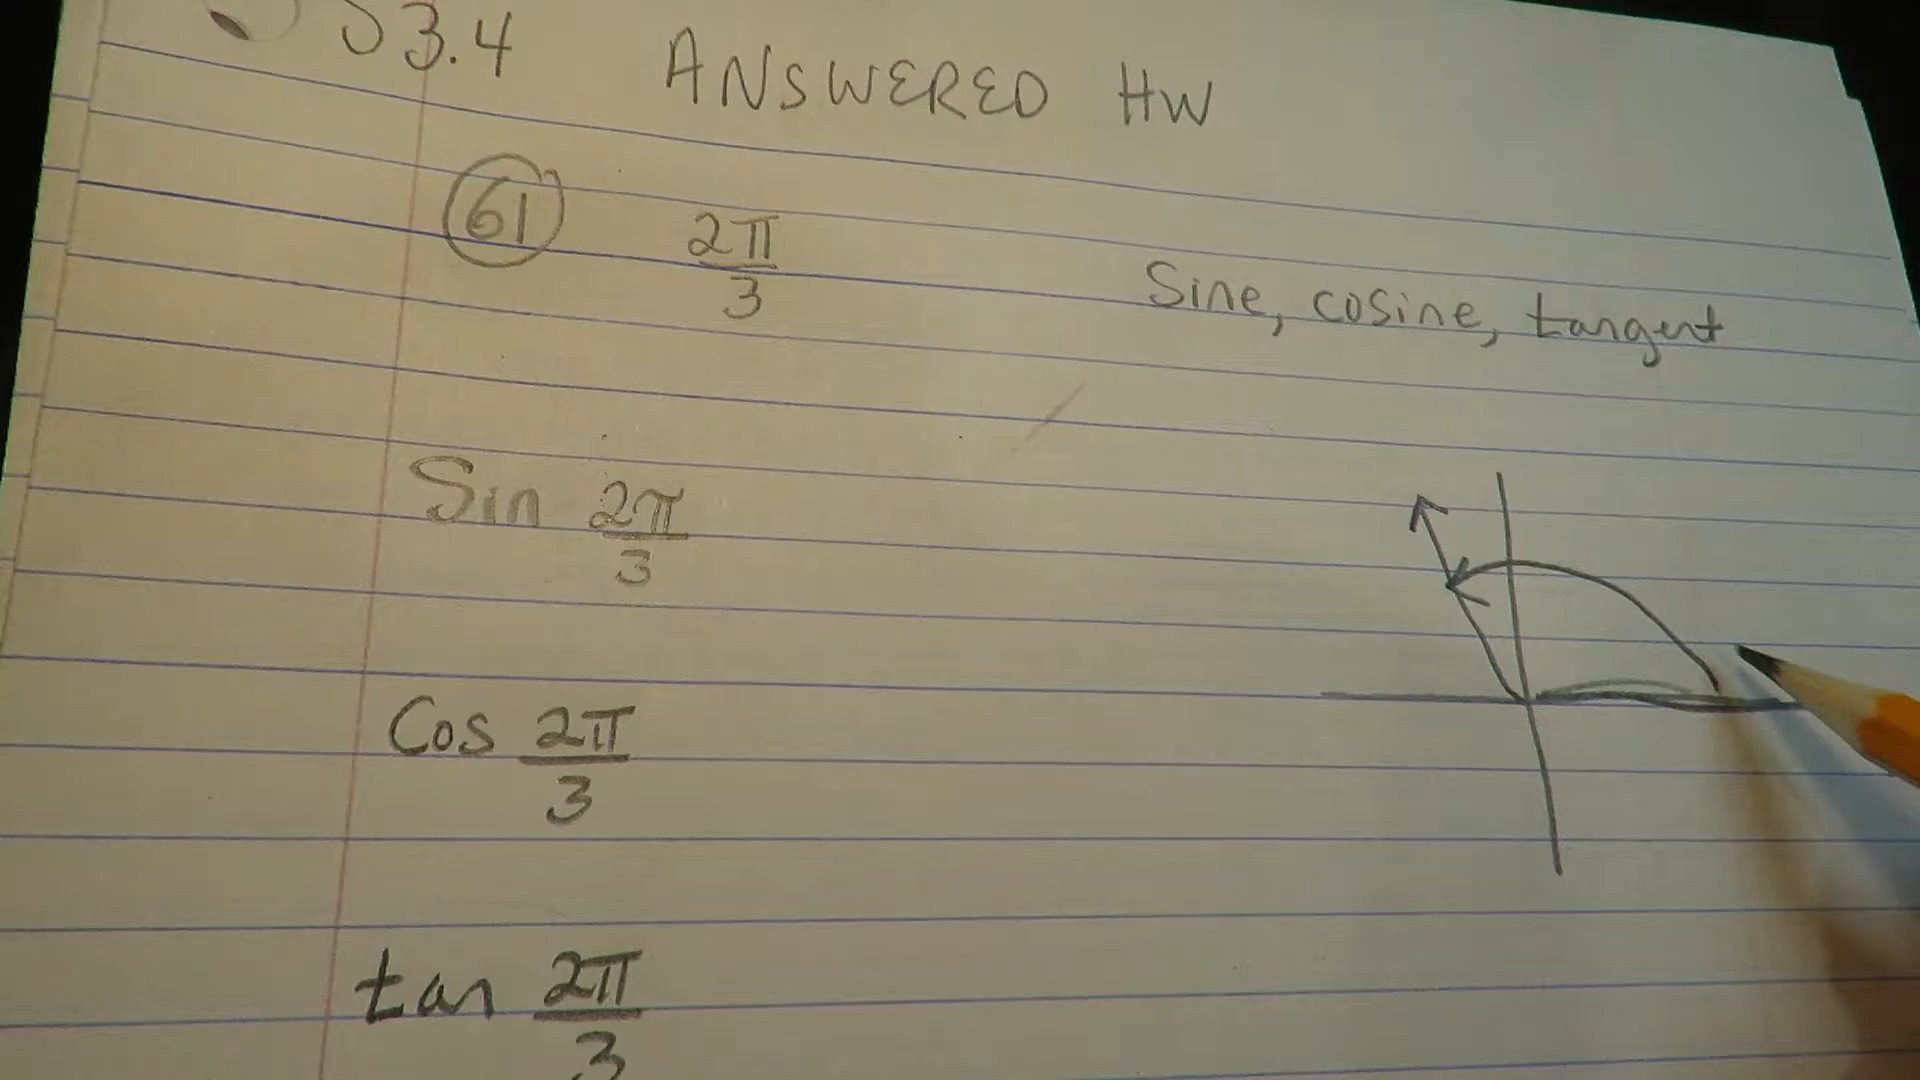 §3.4 ANSWERED HW
61 2π/3 Sine, cosine, tangent
Sin 2π/3
Cos 2π/3
tan 2π/3